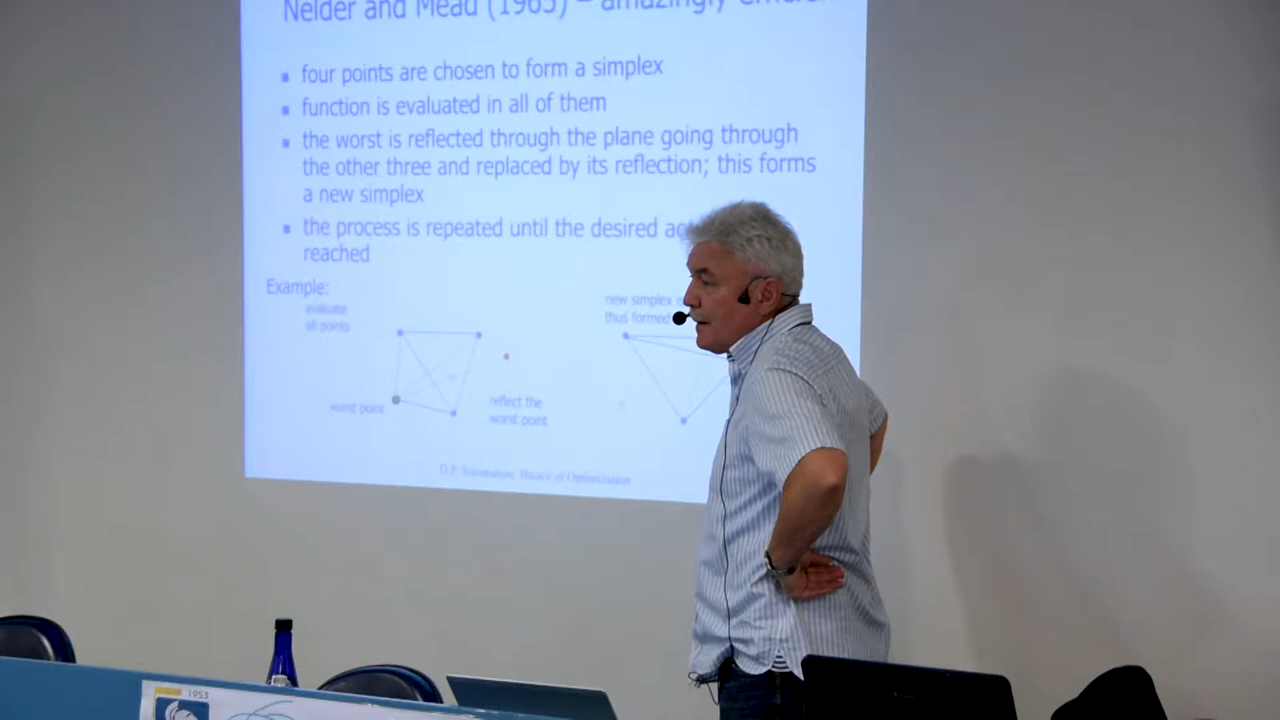 Nelder and Mead (1965) – amazingly
four points are chosen to form a simplex
function is evaluated in all of them
the worst is reflected through the plane going through
the other three and replaced by its reflection; this forms
a new simplex
the process is repeated until the desired
reached
Example:
evaluate
all points
new simplex
thus formed
worst point
reflect the
worst point
Basics of Optimization
1953